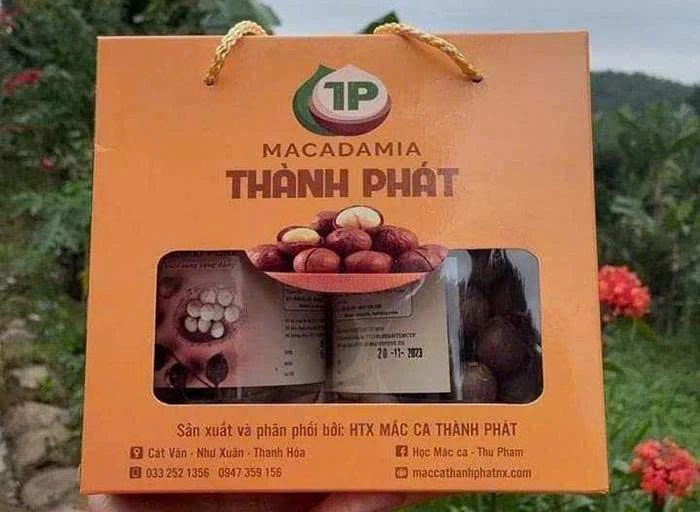 TP
MACADAMIA
THÀNH PHÁT
20-11-2023
Sản xuất và phân phối bởi: HTX MẮC CA THÀNH PHÁT
Cát Vân - Như Xuân - Thanh Hóa
Học Mắc ca - Thu Phạm
033 252 1356 0947 359 156
maccathanhphatnx.com